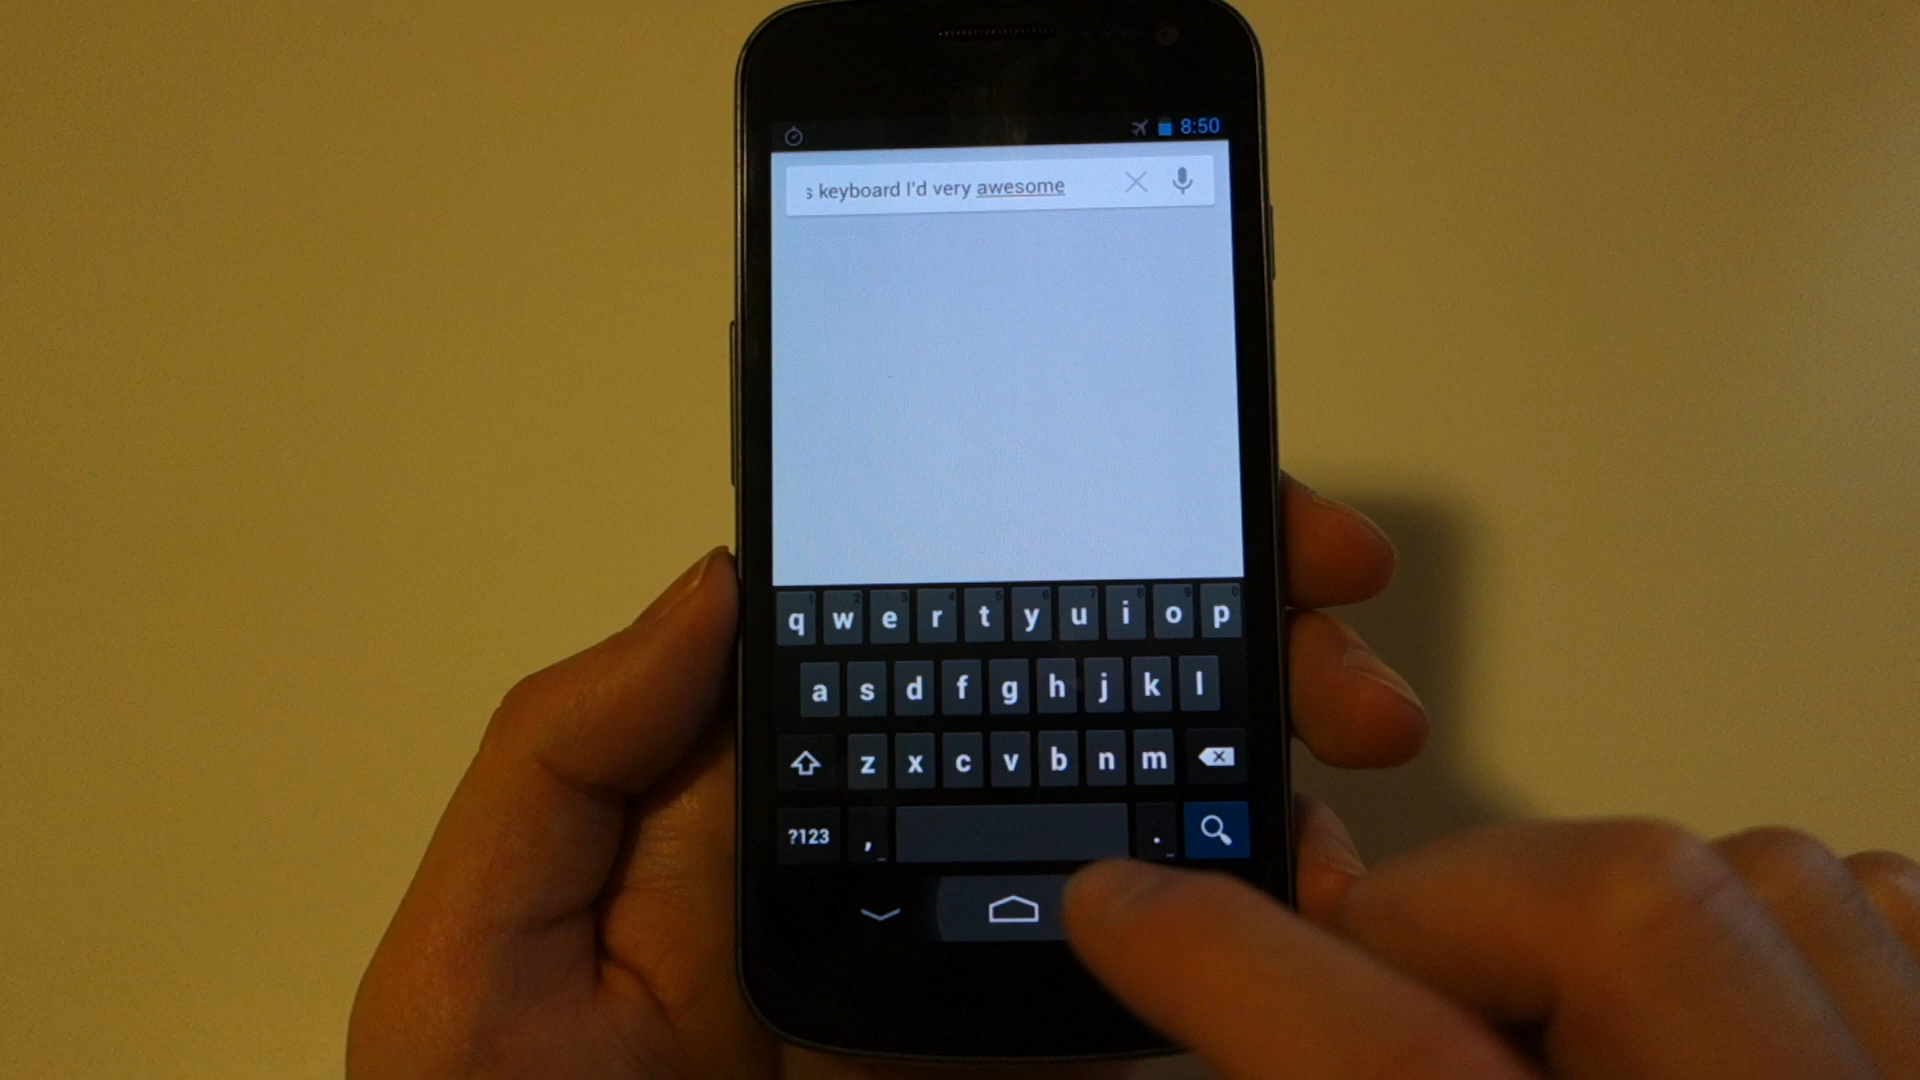 8:50
s keyboard I'd very awesome
q w e r t y u i o p
a s d f g h j k l
z x c v b n m
?123 , .